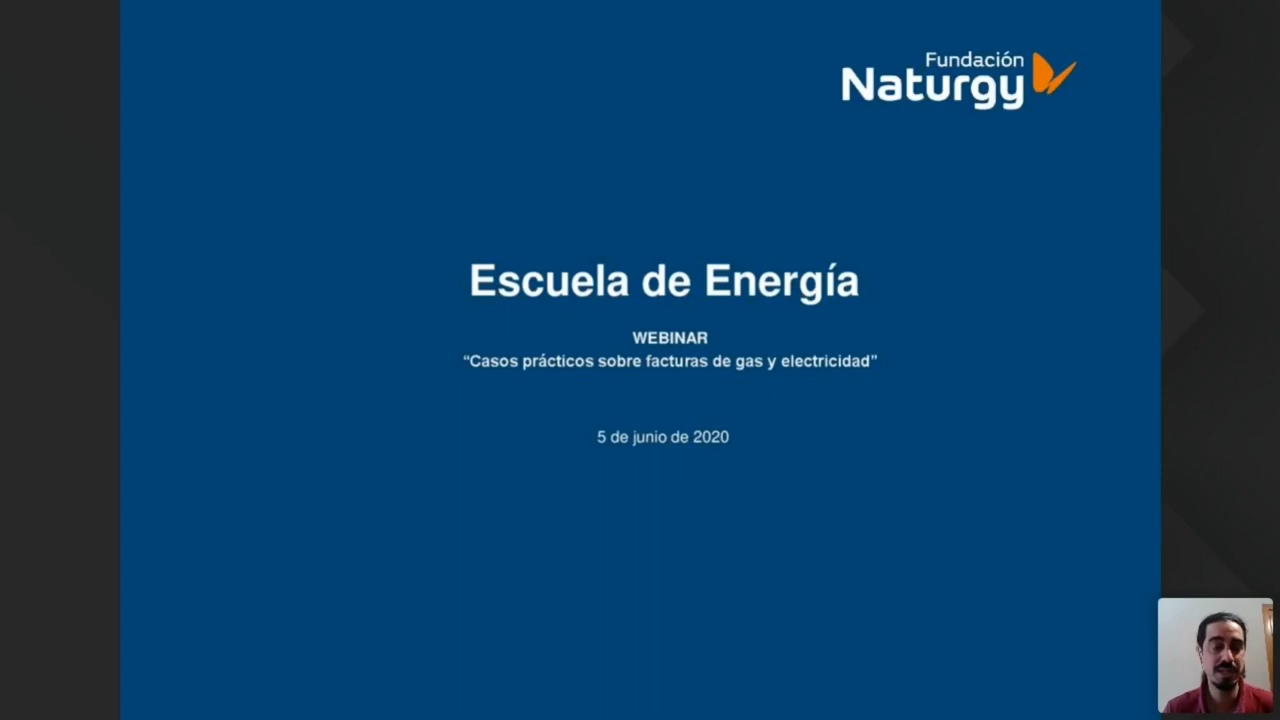 Fundación
Naturgy
Escuela de Energía
WEBINAR
“Casos prácticos sobre facturas de gas y electricidad”
5 de junio de 2020